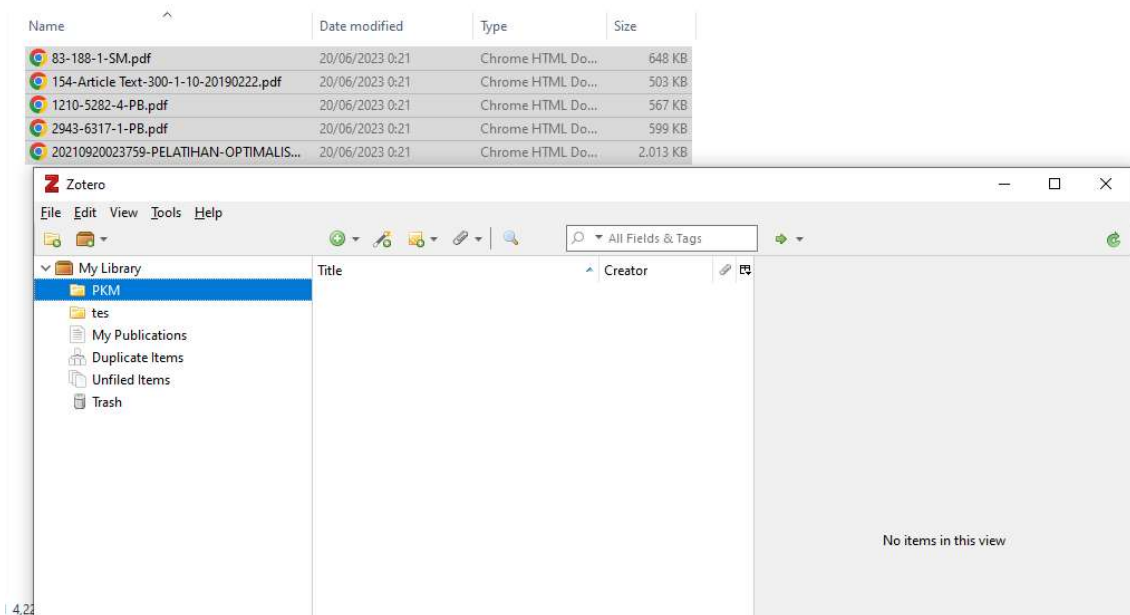 Name Date modified Type Size
83-188-1-SM.pdf 20/06/2023 0:21 Chrome HTML Do... 648 KB
154-Article Text-300-1-10-20190222.pdf 20/06/2023 0:21 Chrome HTML Do... 503 KB
1210-5282-4-PB.pdf 20/06/2023 0:21 Chrome HTML Do... 567 KB
2943-6317-1-PB.pdf 20/06/2023 0:21 Chrome HTML Do... 599 KB
20210920023759-PELATIHAN-OPTIMALIS... 20/06/2023 0:21 Chrome HTML Do... 2.013 KB
Z Zotero
File Edit View Tools Help
All Fields & Tags
My Library Title Creator
PKM
tes
My Publications
Duplicate Items
Unfiled Items
Trash
No items in this view
4,22